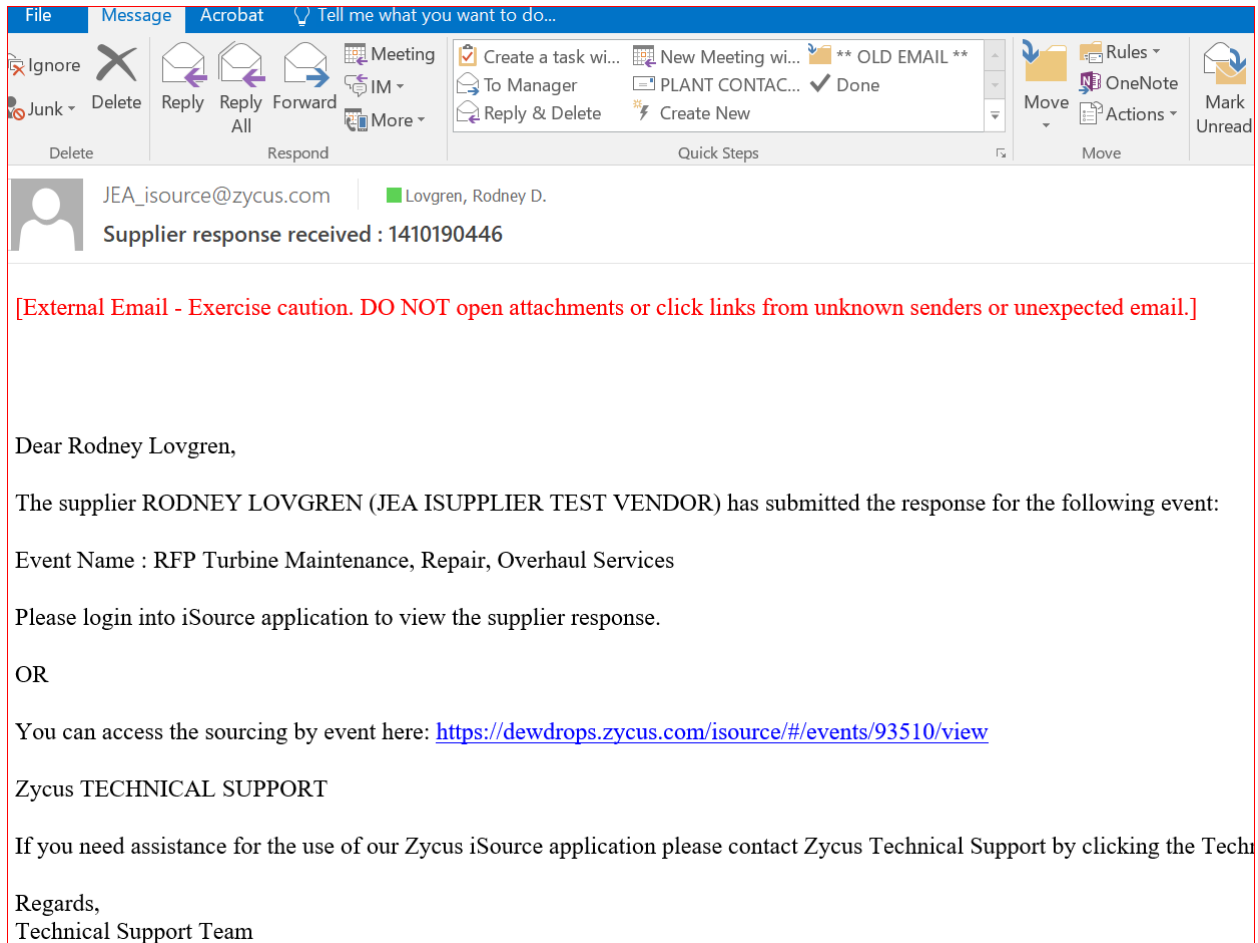 File Message Acrobat Tell me what you want to do...
Ignore
Junk
Delete
Reply
Reply All
Forward
Meeting
IM
More
Create a task wi... New Meeting wi... ** OLD EMAIL **
To Manager PLANT CONTAC... Done
Reply & Delete Create New
Move
Rules
OneNote
Actions
Mark Unread
Delete Respond Quick Steps Move
JEA_isource@zycus.com Lovgren, Rodney D.
Supplier response received : 1410190446
[External Email - Exercise caution. DO NOT open attachments or click links from unknown senders or unexpected email.]
Dear Rodney Lovgren,
The supplier RODNEY LOVGREN (JEA ISUPPLIER TEST VENDOR) has submitted the response for the following event:
Event Name : RFP Turbine Maintenance, Repair, Overhaul Services
Please login into iSource application to view the supplier response.
OR
You can access the sourcing by event here: https://dewdrops.zycus.com/isource/#/events/93510/view
Zycus TECHNICAL SUPPORT
If you need assistance for the use of our Zycus iSource application please contact Zycus Technical Support by clicking the
Regards,
Technical Support Team